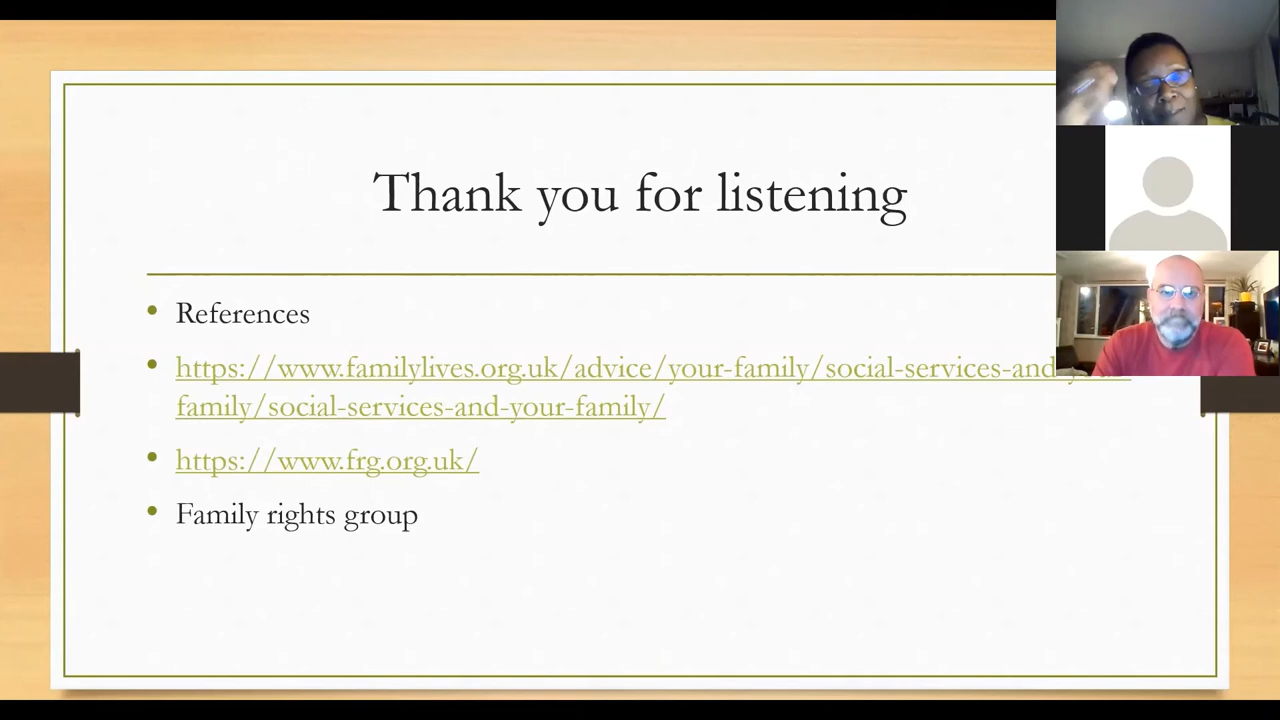 Thank you for listening
References
https://www.familylives.org.uk/advice/your-family/social-services-and-
family/social-services-and-your-family/
https://www.frg.org.uk/
Family rights group